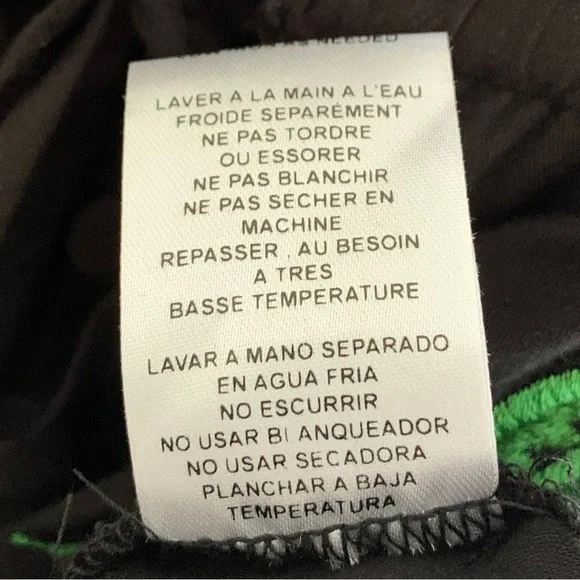 AS NEEDED
LAVER A LA MAIN A L'EAU
FROIDE SEPARÉMENT
NE PAS TORDRE
OU ESSORER
NE PAS BLANCHIR
NE PAS SECHER EN
MACHINE
REPASSER . AU BESOIN
A TRES
BASSE TEMPERATURE
LAVAR A MANO SEPARADO
EN AGUA FRIA
NO ESCURRIR
NO USAR BI ANQUEADOR
NO USAR SECADORA
PLANCHAR A BAJA
TEMPERATURA